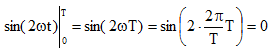 sin(2ωt)|₀ᵀ = sin(2ωT) = sin(2·(2π/T)T) = 0